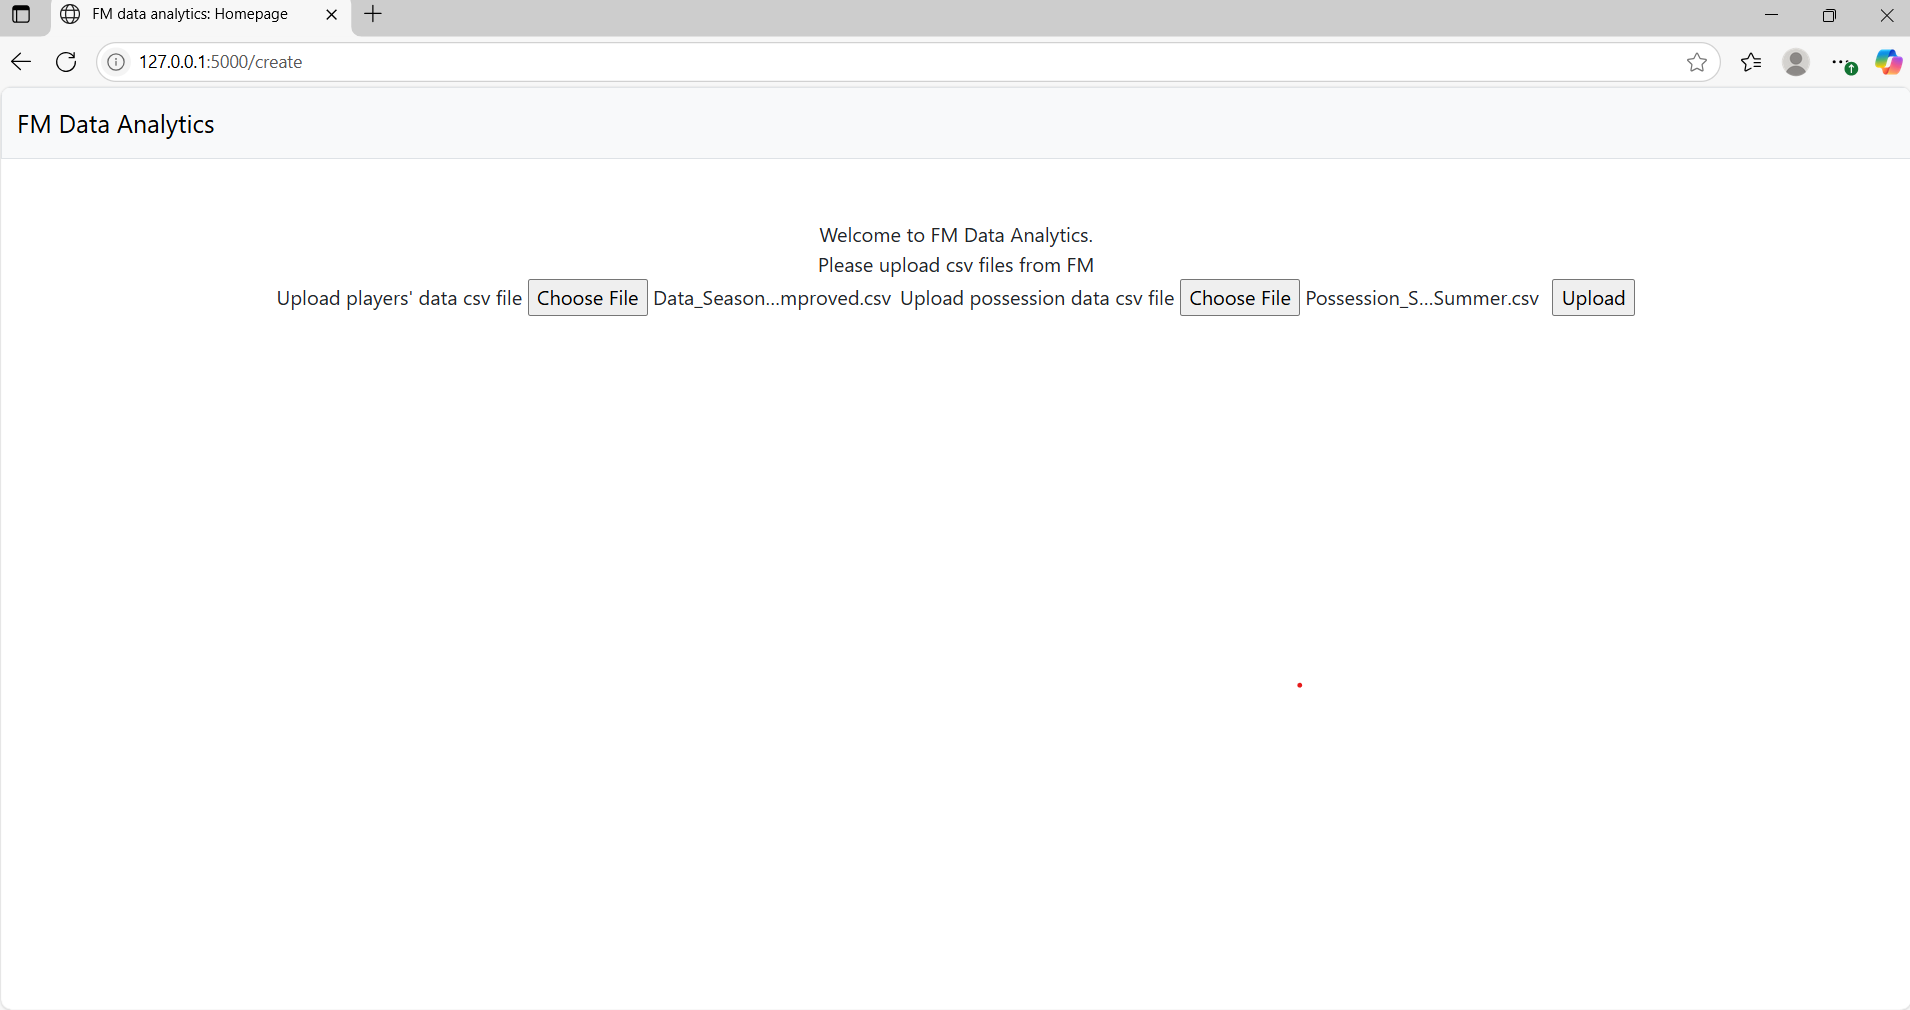 FM data analytics: Homepage
127.0.0.1:5000/create
FM Data Analytics
Welcome to FM Data Analytics.
Please upload csv files from FM
Upload players' data csv file Choose File Data_Season...mproved.csv Upload possession data csv file Choose File Possession_S...Summer.csv Upload